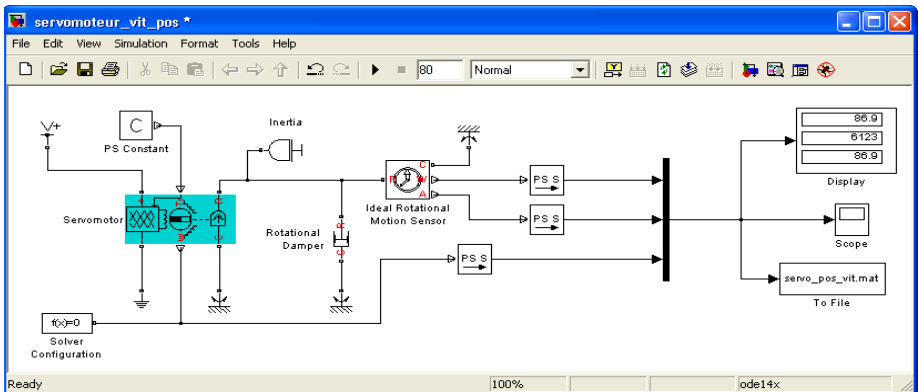 servomoteur_vit_pos *
File Edit View Simulation Format Tools Help
80 Normal
V+
C
PS Constant
Inertia
Servomotor
C
R
W
A
Ideal Rotational
Motion Sensor
Rotational
Damper
R
C
PS S
PS S
PS S
86.9
6123
86.9
Display
Scope
servo_pos_vit.mat
To File
f(x)=0
Solver
Configuration
Ready 100% ode14x